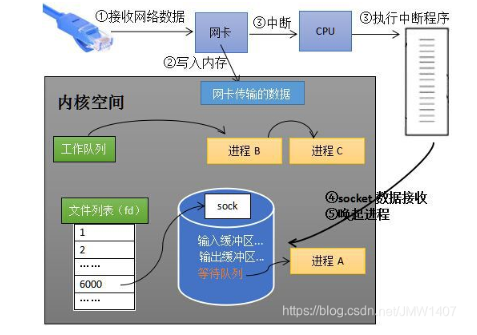 ①接收网络数据
网卡
③中断
CPU
③执行中断程序
②写入内存
网卡传输的数据
内核空间
工作队列
进程 B
进程 C
文件列表（fd）
1
2
……
6000
……
sock
输入缓冲区...
输出缓冲区...
等待队列
④socket 数据接收
⑤唤起进程
进程 A
https://blog.csdn.net/JMW1407